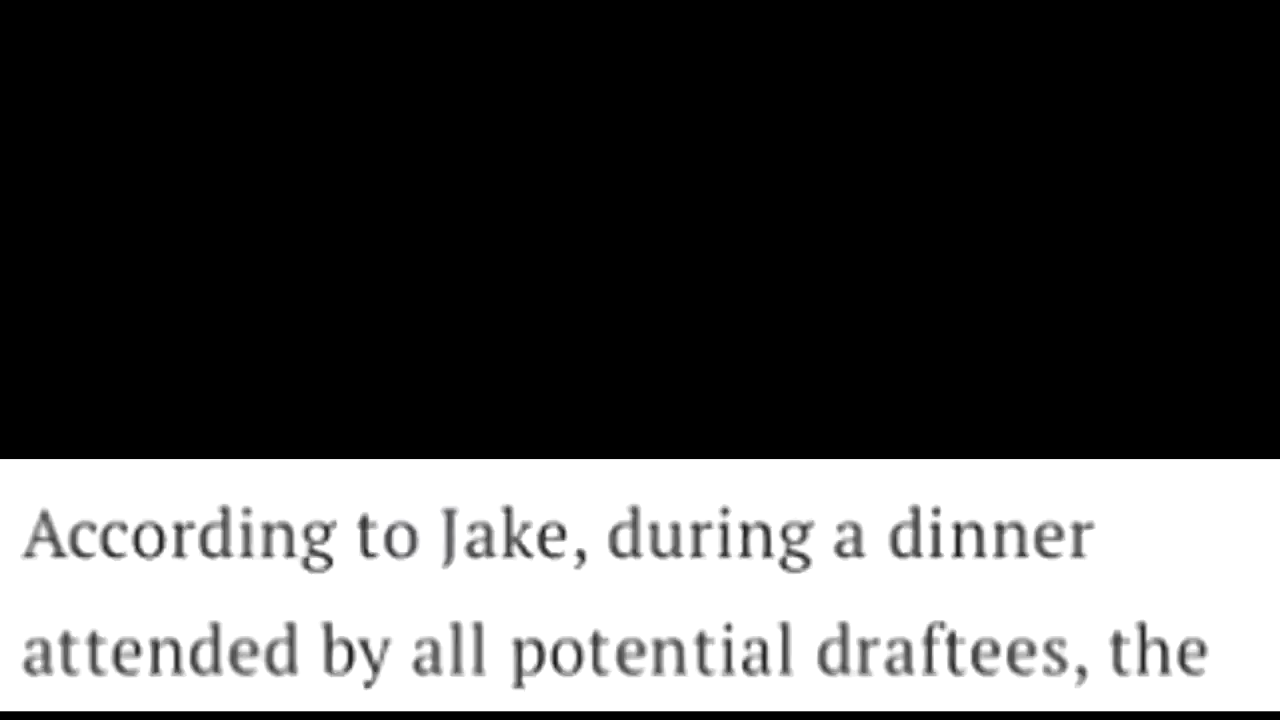 According to Jake, during a dinner
attended by all potential draftees, the